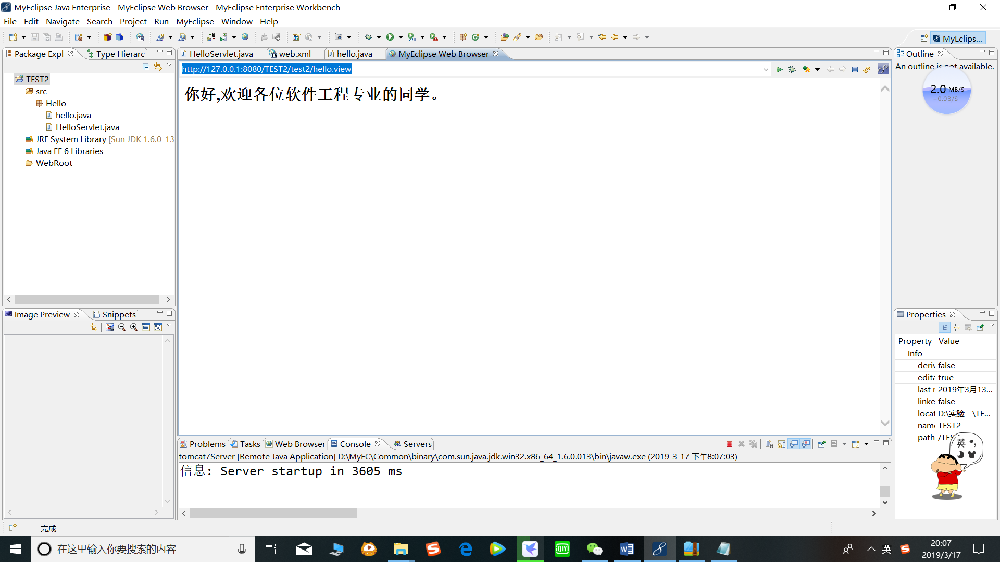 MyEclipse Java Enterprise - MyEclipse Web Browser - MyEclipse Enterprise Workbench
File Edit Navigate Search Project Run MyEclipse Window Help
MyEclips...
Package Expl
Type Hierarc
TEST2
src
Hello
hello.java
HelloServlet.java
JRE System Library [Sun JDK 1.6.0_13
Java EE 6 Libraries
WebRoot
HelloServlet.java
web.xml
hello.java
MyEclipse Web Browser
http://127.0.0.1:8080/TEST2/test2/hello.view
你好,欢迎各位软件工程专业的同学。
Outline
An outline is not available.
2.0 MB/S
+0.0B/S
Image Preview
Snippets
Properties
Property Value
Info
deriv false
edita true
last r 2019年3月13...
linke false
locat D:\实验二\TE...
name TEST2
path /TES
英
Problems
Tasks
Web Browser
Console
Servers
tomcat7Server [Remote Java Application] D:\MyEC\Common\binary\com.sun.java.jdk.win32.x86_64_1.6.0.013\bin\javaw.exe (2019-3-17 下午8:07:03)
信息: Server startup in 3605 ms
完成
在这里输入你要搜索的内容
英
20:07
2019/3/17